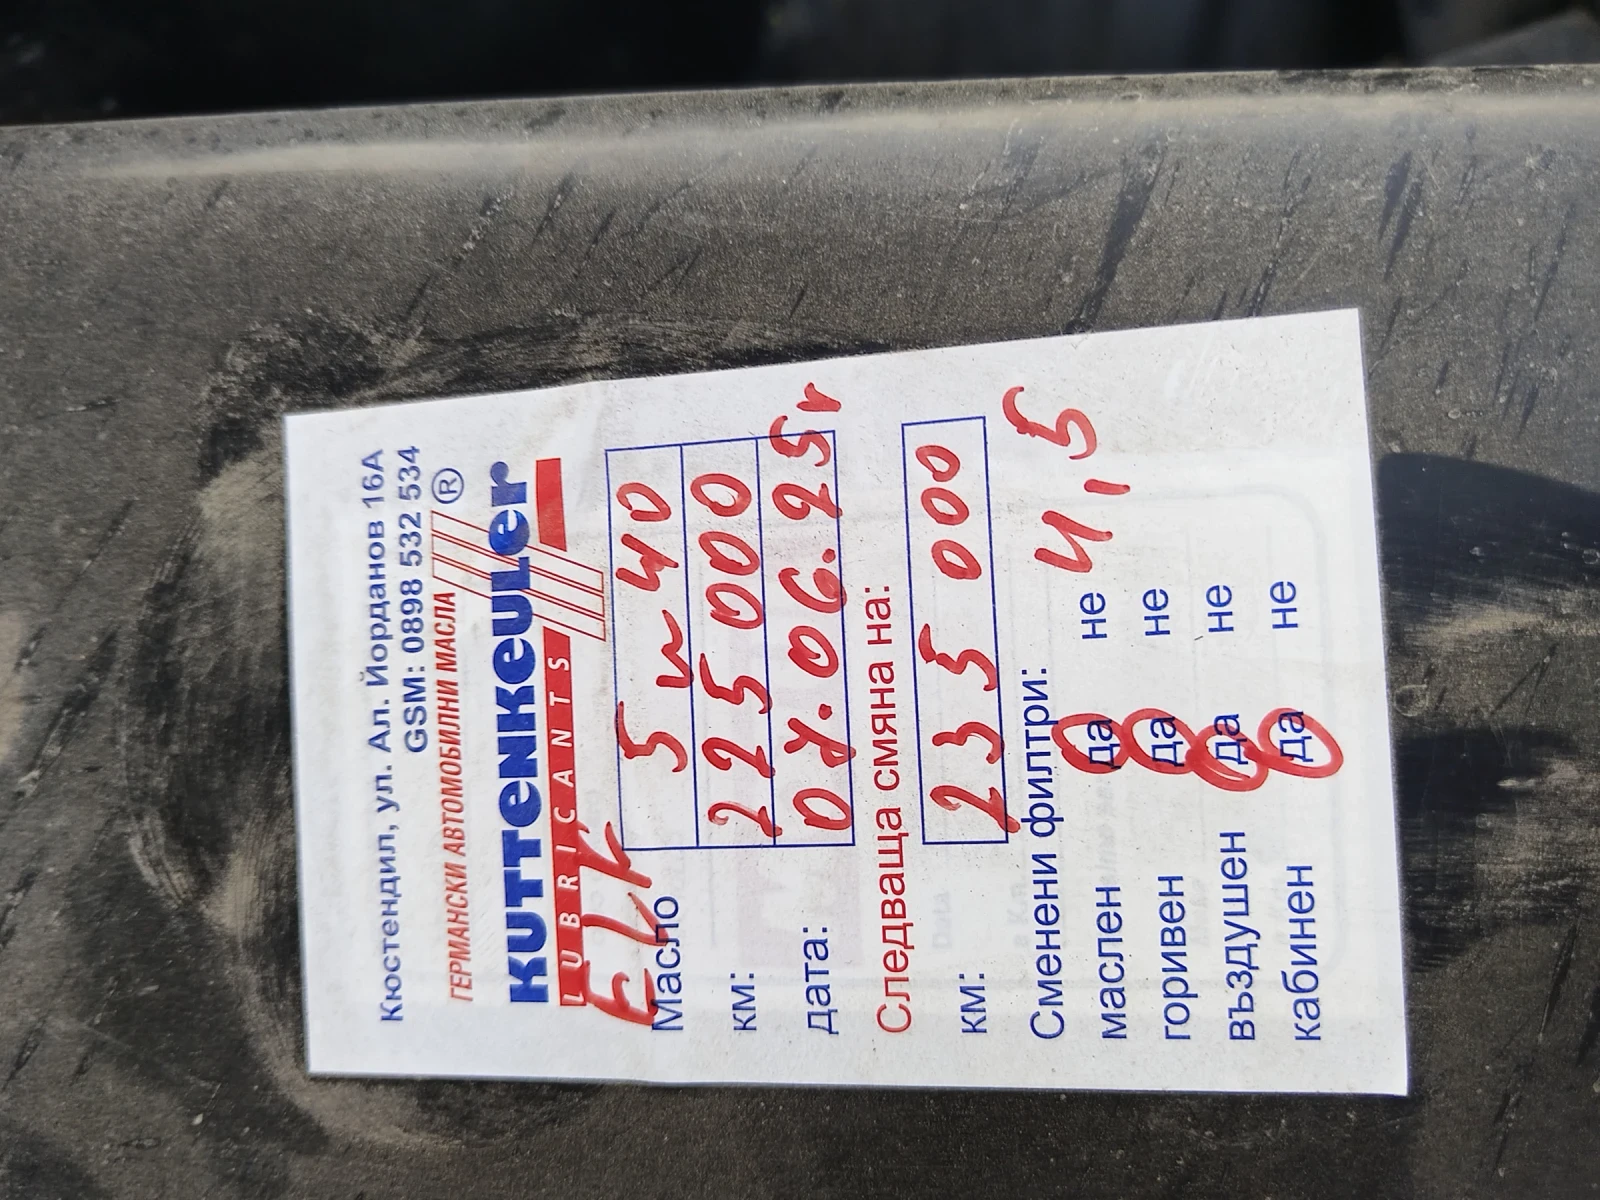 Кюстендил, ул. Ал. Йорданов 16А
GSM: 0898 532 534
ГЕРМАНСКИ АВТОМОБИЛНИ МАСЛА
KUTTENKEULER ®
LUBRICANTS
ELF
Масло 5w40
км: 225000
дата: 07.06.25г
Следваща смяна на:
км: 235000
Сменени филтри: 4,5
маслен да не
горивен да не
въздушен да не
кабинен да не